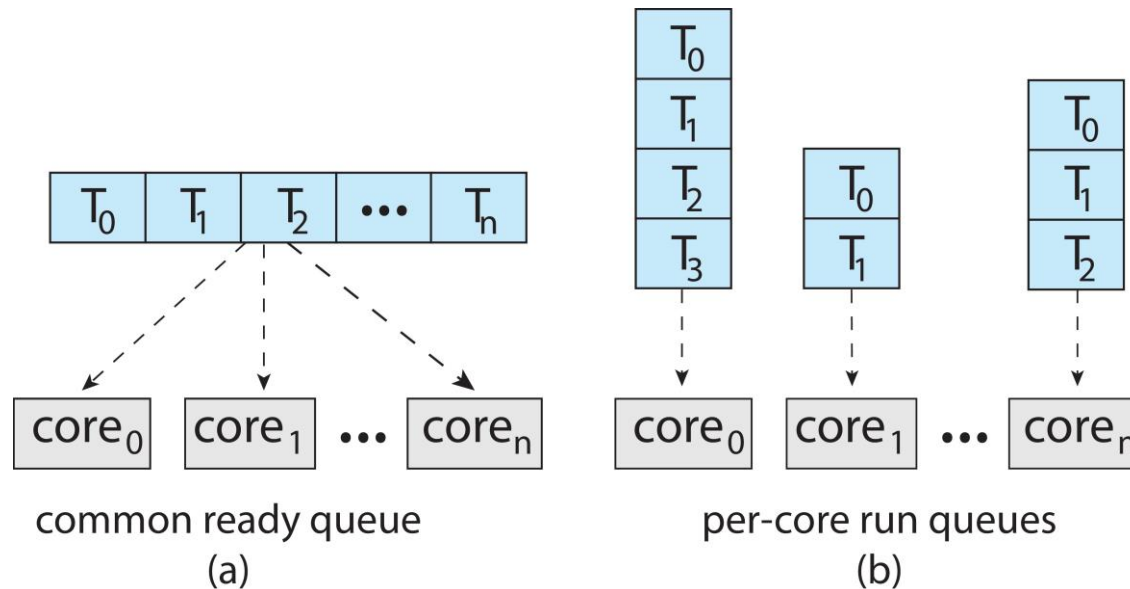 T0 T1 T2 ••• Tn
core0 core1 ••• coren
common ready queue
(a)
T0
T1
T2
T3
T0
T1
T0
T1
T2
core0 core1 ••• coren
per-core run queues
(b)